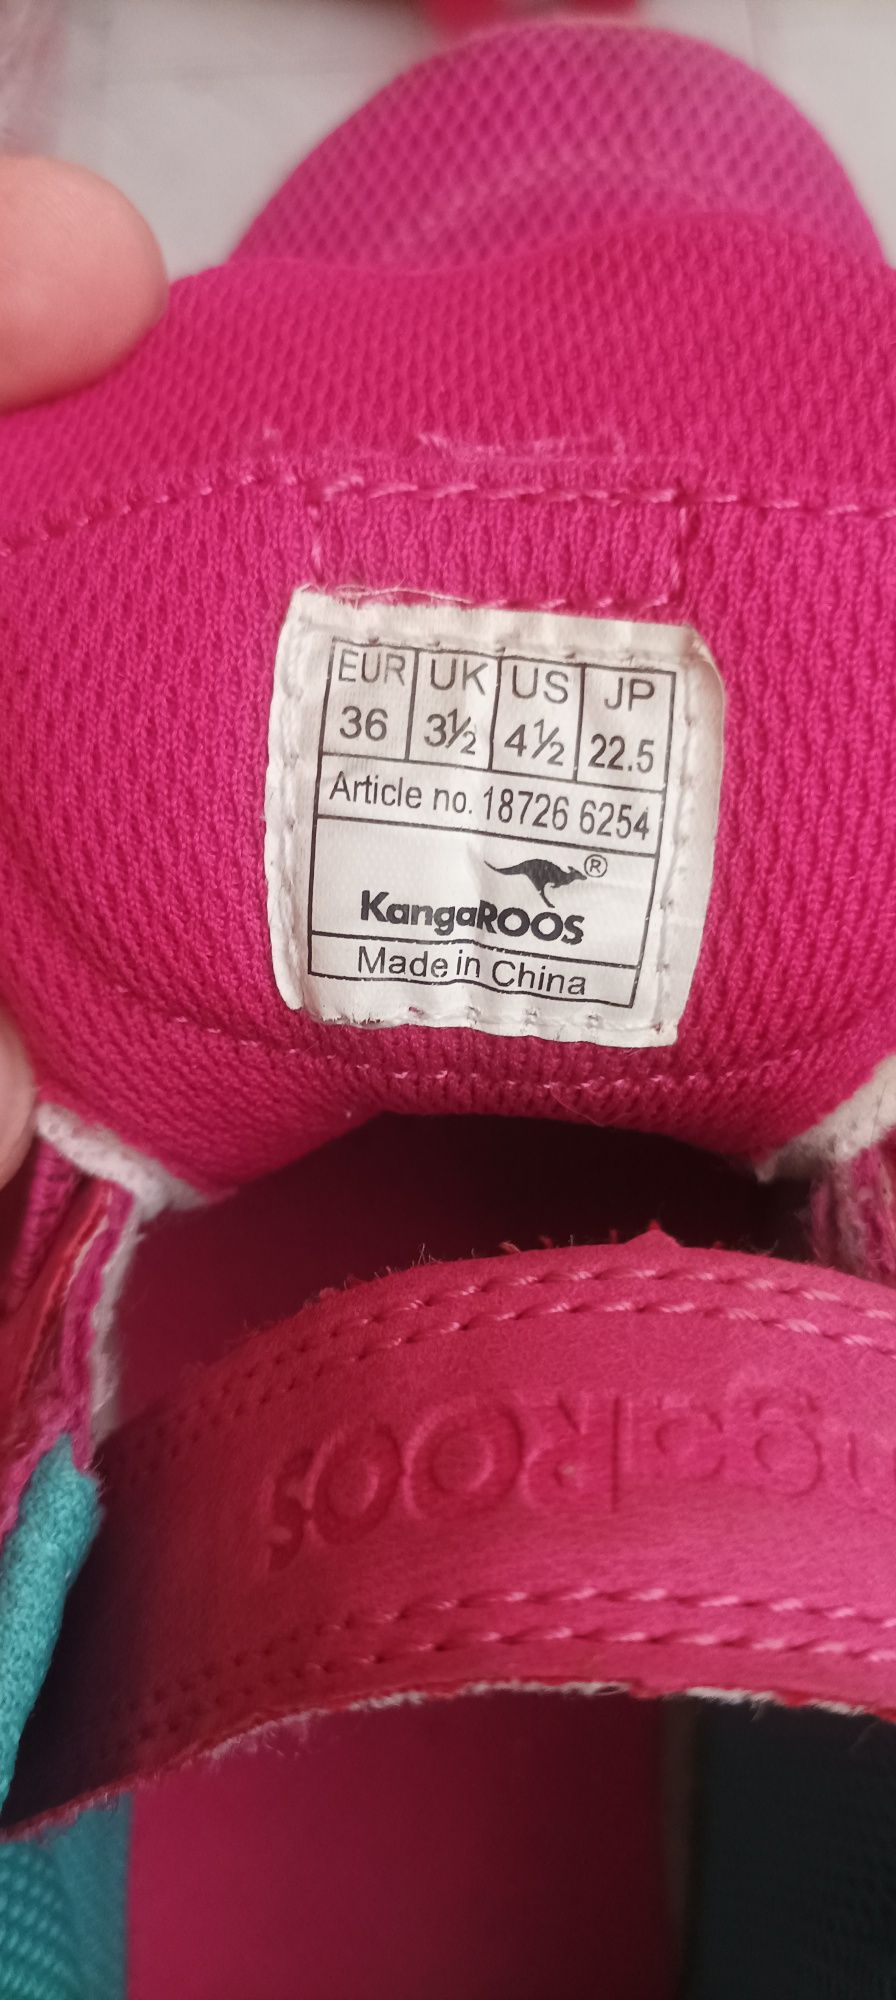 EUR UK US JP
36 3½ 4½ 22.5
Article no. 18726 6254
®
KangaROOS
Made in China
ngaROOS